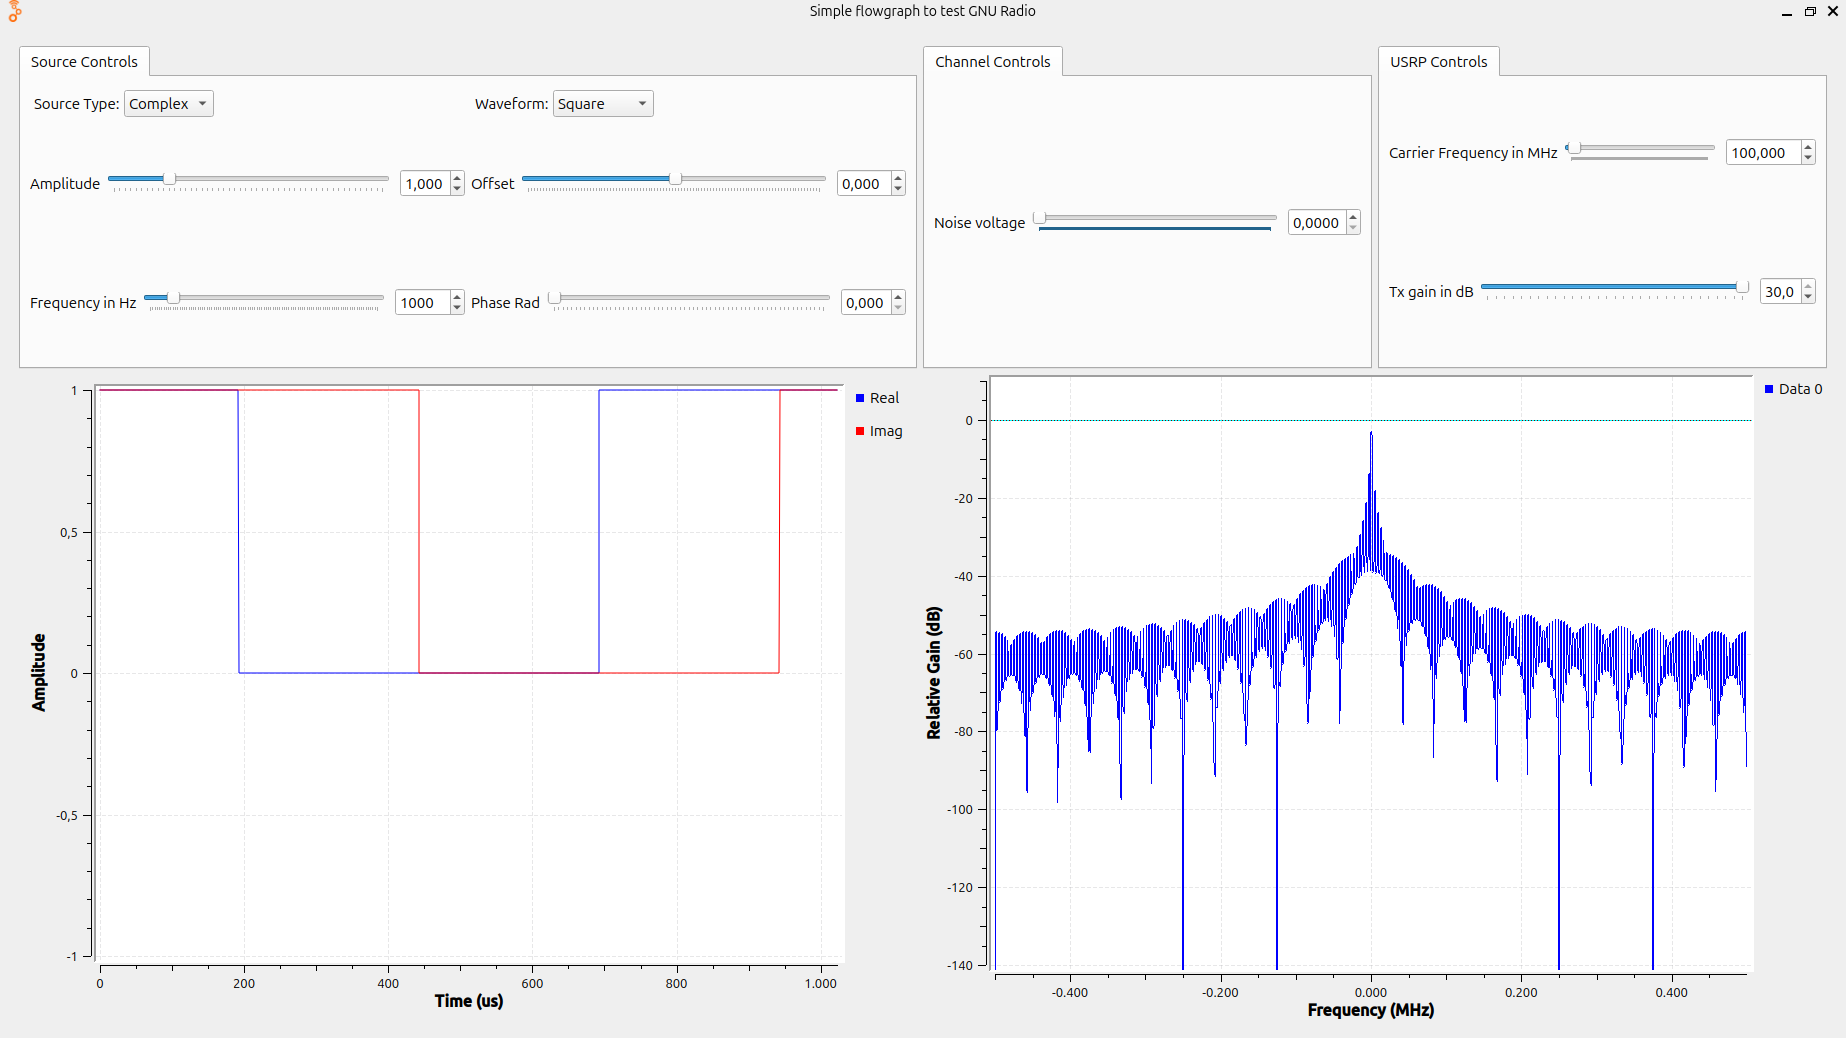 Simple flowgraph to test GNU Radio
Source Controls
Source Type: Complex
Waveform: Square
Amplitude 1,000
Offset 0,000
Frequency in Hz 1000
Phase Rad 0,000
Channel Controls
Noise voltage 0,0000
USRP Controls
Carrier Frequency in MHz 100,000
Tx gain in dB 30,0
Amplitude
1
0,5
0
-0,5
-1
0 200 400 600 800 1.000
Time (us)
Real
Imag
Relative Gain (dB)
0
-20
-40
-60
-80
-100
-120
-140
-0.400 -0.200 0.000 0.200 0.400
Frequency (MHz)
Data 0